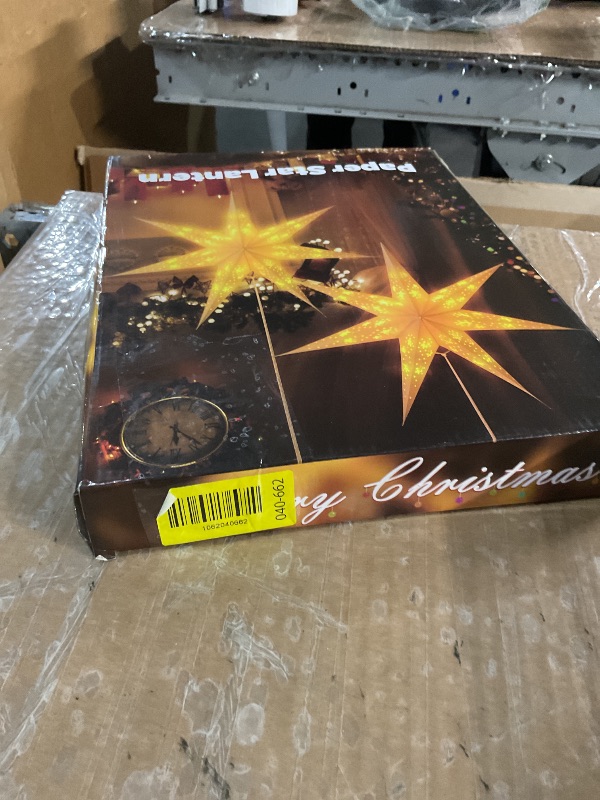 Paper Star Lantern
ry Christmas
1062040662
040-662